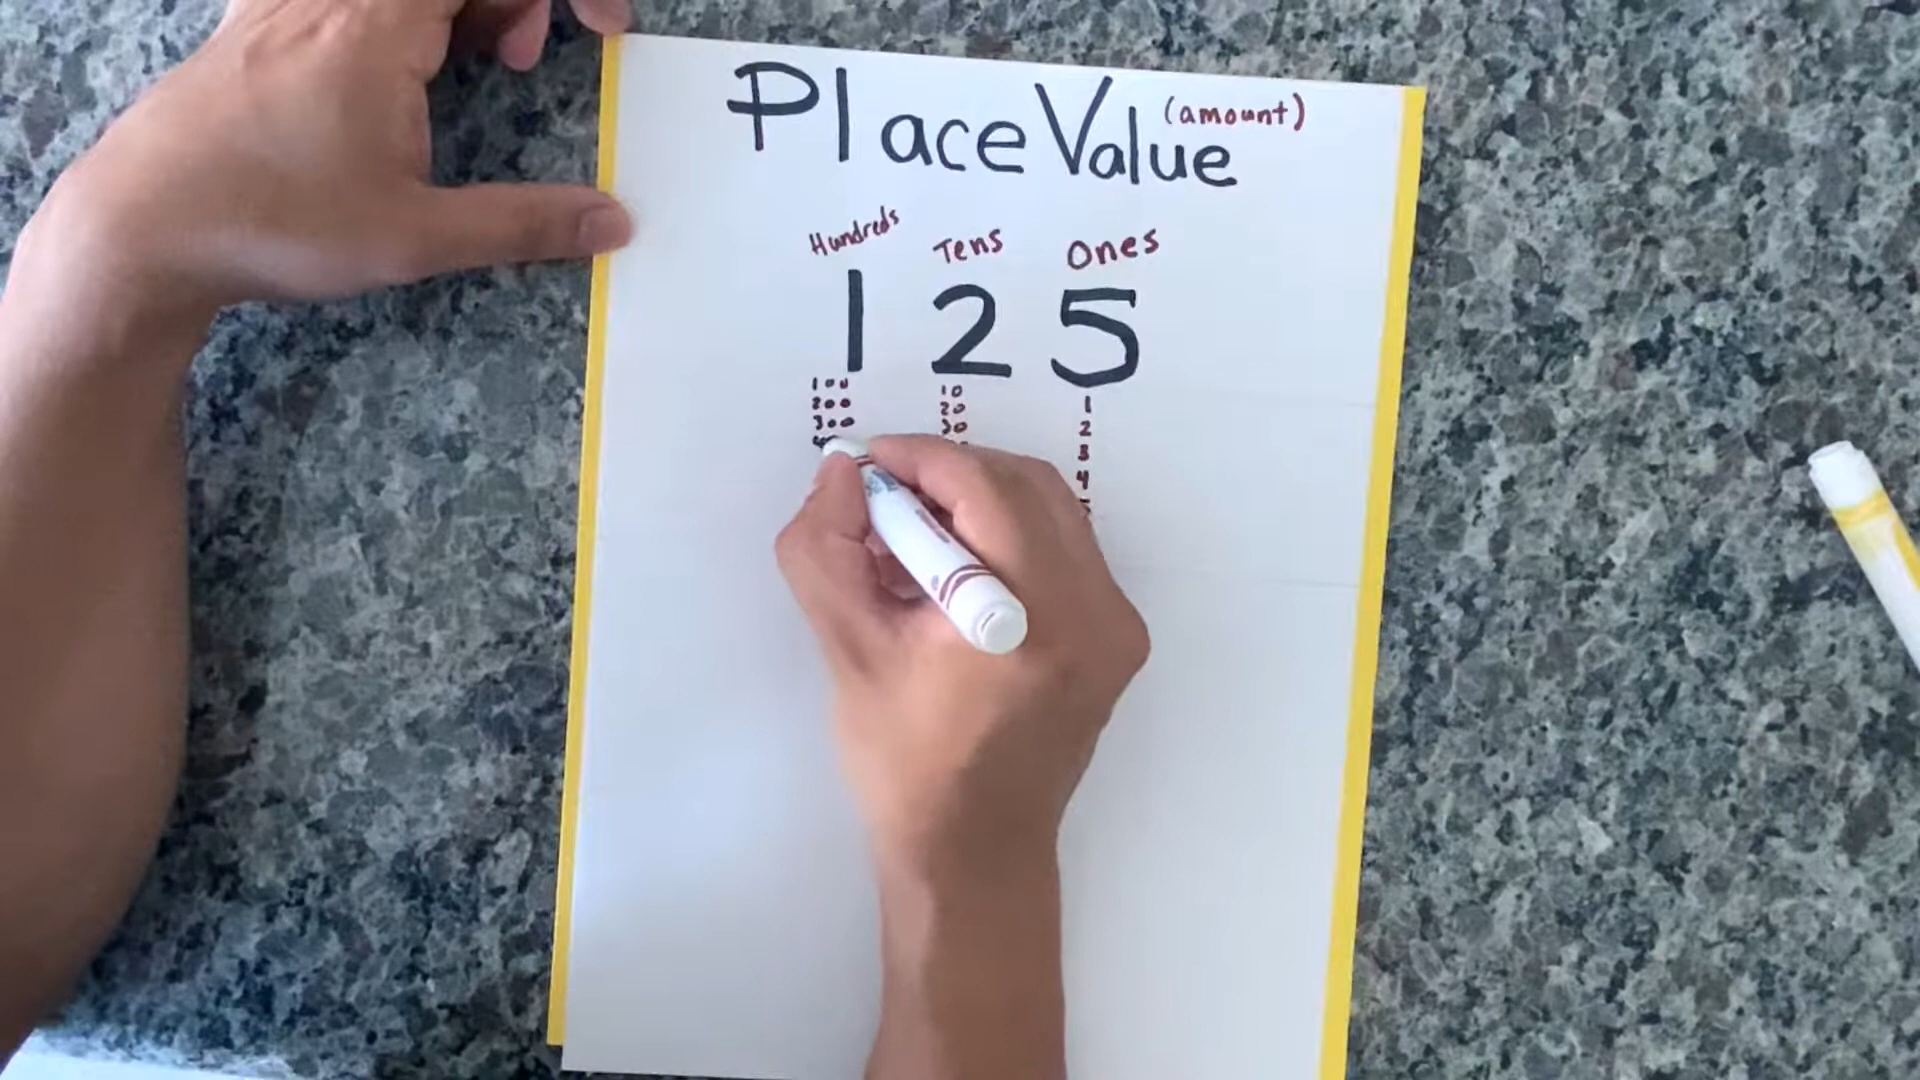 Place Value (amount)
Hundreds Tens Ones
1 2 5
100 10 1
200 20 2
300 30 3
4
5